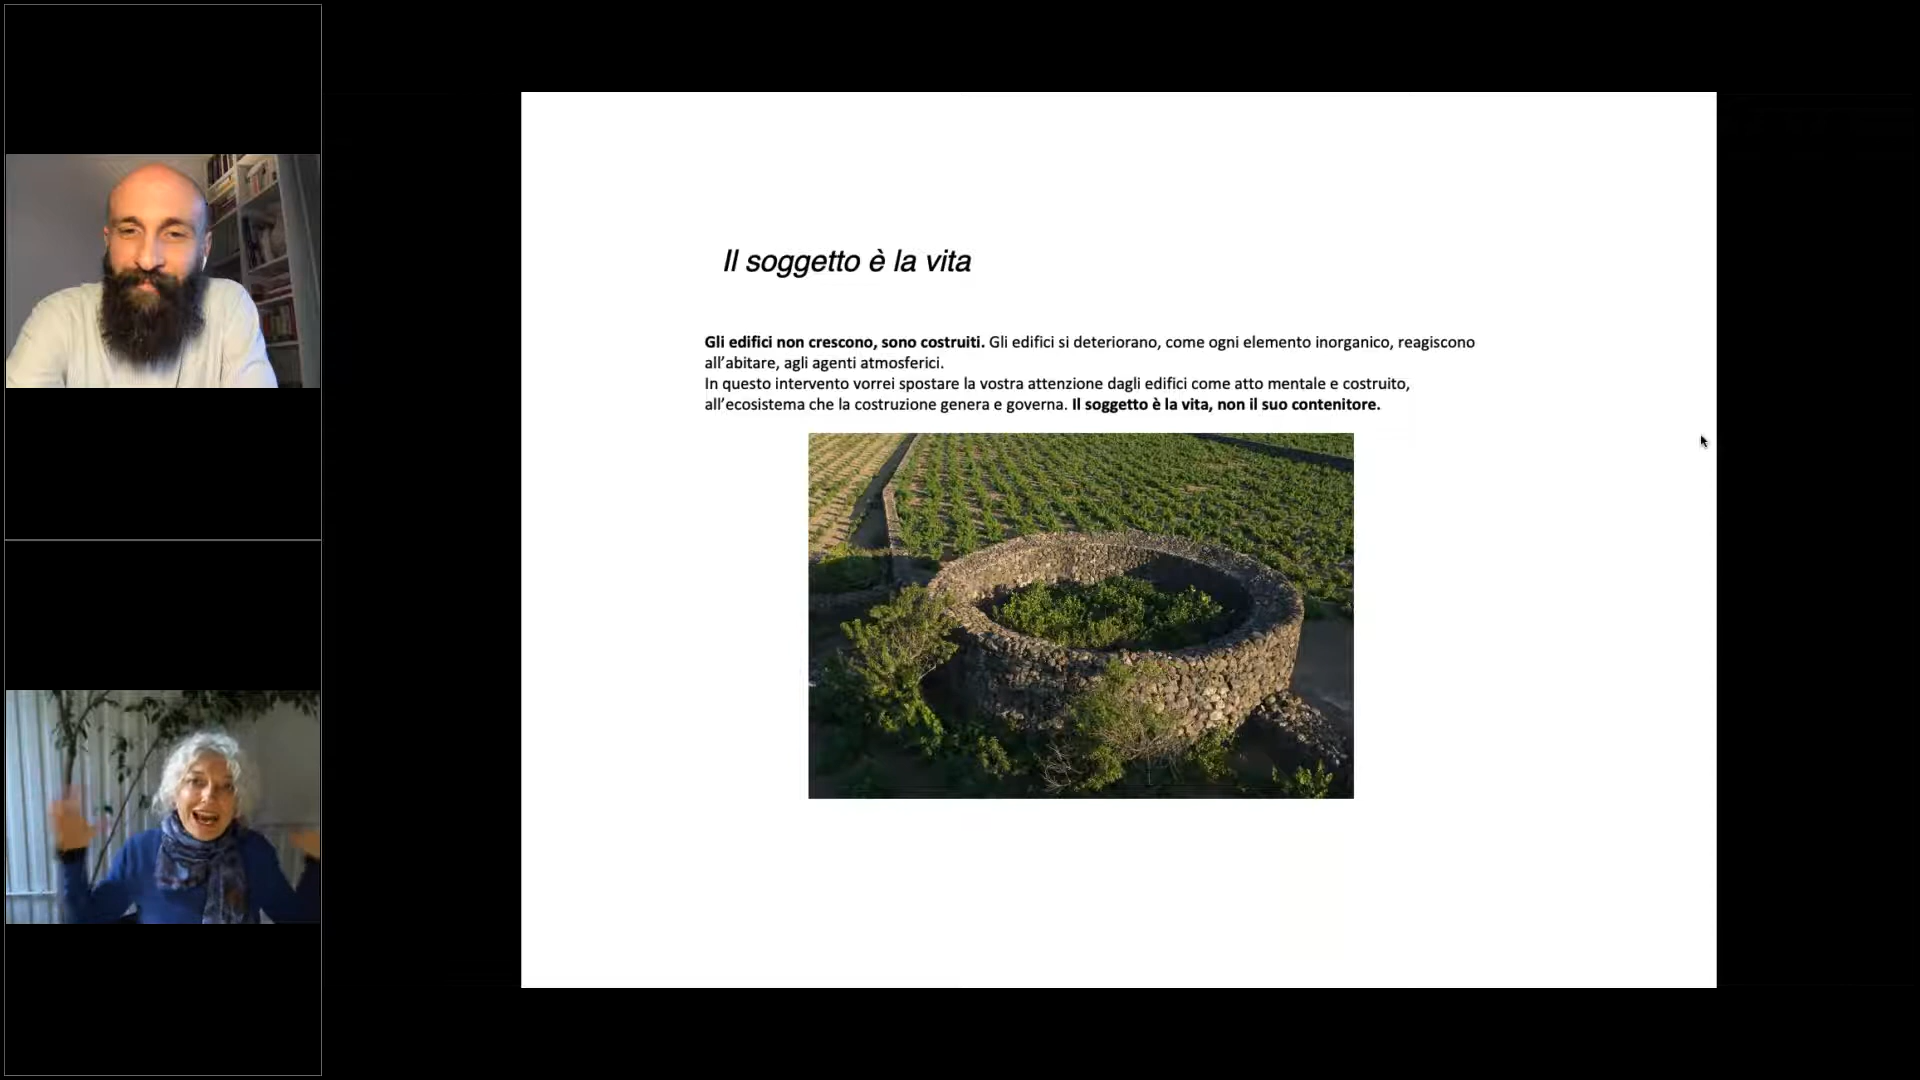 Il soggetto è la vita
Gli edifici non crescono, sono costruiti. Gli edifici si deteriorano, come ogni elemento inorganico, reagiscono
all’abitare, agli agenti atmosferici.
In questo intervento vorrei spostare la vostra attenzione dagli edifici come atto mentale e costruito,
all’ecosistema che la costruzione genera e governa. Il soggetto è la vita, non il suo contenitore.